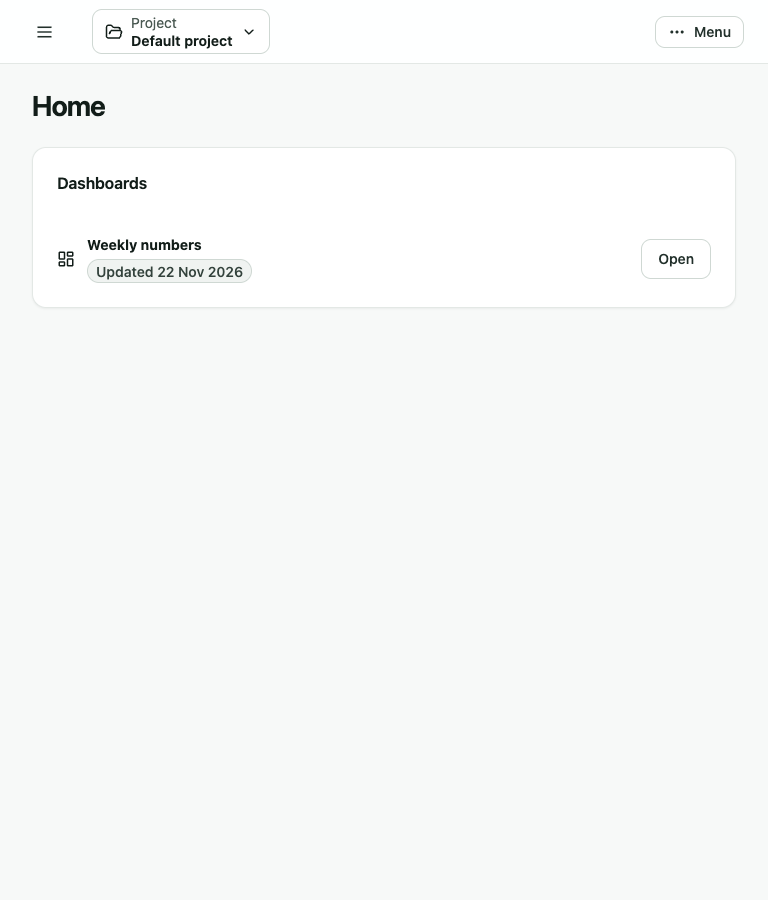 Project
Default project
Menu
Home
Dashboards
Weekly numbers
Updated 22 Nov 2026
Open